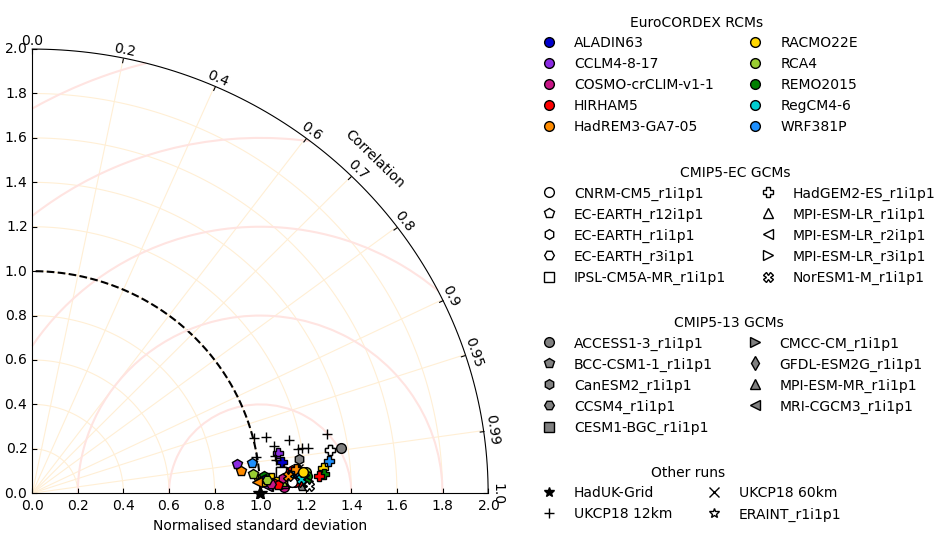 EuroCORDEX RCMs
ALADIN63 RACMO22E
CCLM4-8-17 RCA4
COSMO-crCLIM-v1-1 REMO2015
HIRHAM5 RegCM4-6
HadREM3-GA7-05 WRF381P
CMIP5-EC GCMs
CNRM-CM5_r1i1p1 HadGEM2-ES_r1i1p1
EC-EARTH_r12i1p1 MPI-ESM-LR_r1i1p1
EC-EARTH_r1i1p1 MPI-ESM-LR_r2i1p1
EC-EARTH_r3i1p1 MPI-ESM-LR_r3i1p1
IPSL-CM5A-MR_r1i1p1 NorESM1-M_r1i1p1
CMIP5-13 GCMs
ACCESS1-3_r1i1p1 CMCC-CM_r1i1p1
BCC-CSM1-1_r1i1p1 GFDL-ESM2G_r1i1p1
CanESM2_r1i1p1 MPI-ESM-MR_r1i1p1
CCSM4_r1i1p1 MRI-CGCM3_r1i1p1
CESM1-BGC_r1i1p1
Other runs
HadUK-Grid UKCP18 60km
UKCP18 12km ERAINT_r1i1p1
0.0
0.2
0.4
0.6
Correlation
0.7
0.8
0.9
0.95
0.99
1.0
2.0
1.8
1.6
1.4
1.2
1.0
0.8
0.6
0.4
0.2
0.0
0.0 0.2 0.4 0.6 0.8 1.0 1.2 1.4 1.6 1.8 2.0
Normalised standard deviation